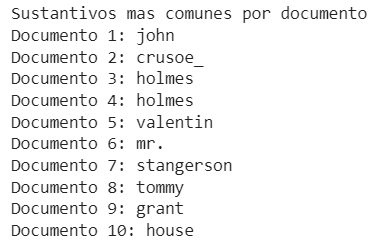 Sustantivos mas comunes por documento
Documento 1: john
Documento 2: crusoe_
Documento 3: holmes
Documento 4: holmes
Documento 5: valentin
Documento 6: mr.
Documento 7: stangerson
Documento 8: tommy
Documento 9: grant
Documento 10: house